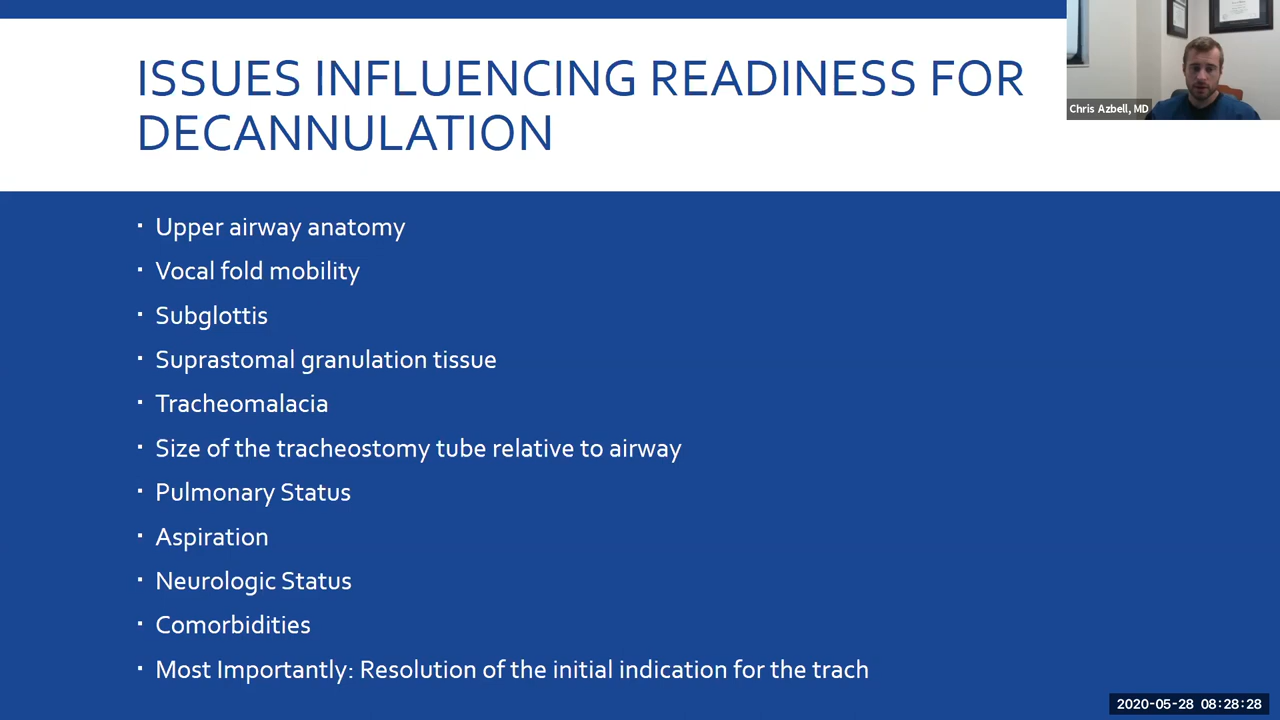 ISSUES INFLUENCING READINESS FOR
DECANNULATION
Chris Azbell, MD
▪ Upper airway anatomy
▪ Vocal fold mobility
▪ Subglottis
▪ Suprastomal granulation tissue
▪ Tracheomalacia
▪ Size of the tracheostomy tube relative to airway
▪ Pulmonary Status
▪ Aspiration
▪ Neurologic Status
▪ Comorbidities
▪ Most Importantly: Resolution of the initial indication for the trach
2020-05-28 08:28:28